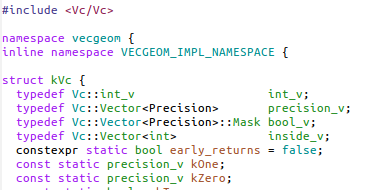 #include <Vc/Vc>
namespace vecgeom {
inline namespace VECGEOM_IMPL_NAMESPACE {
struct kVc {
typedef Vc::int_v int_v;
typedef Vc::Vector<Precision> precision_v;
typedef Vc::Vector<Precision>::Mask bool_v;
typedef Vc::Vector<int> inside_v;
constexpr static bool early_returns = false;
const static precision_v kOne;
const static precision_v kZero;